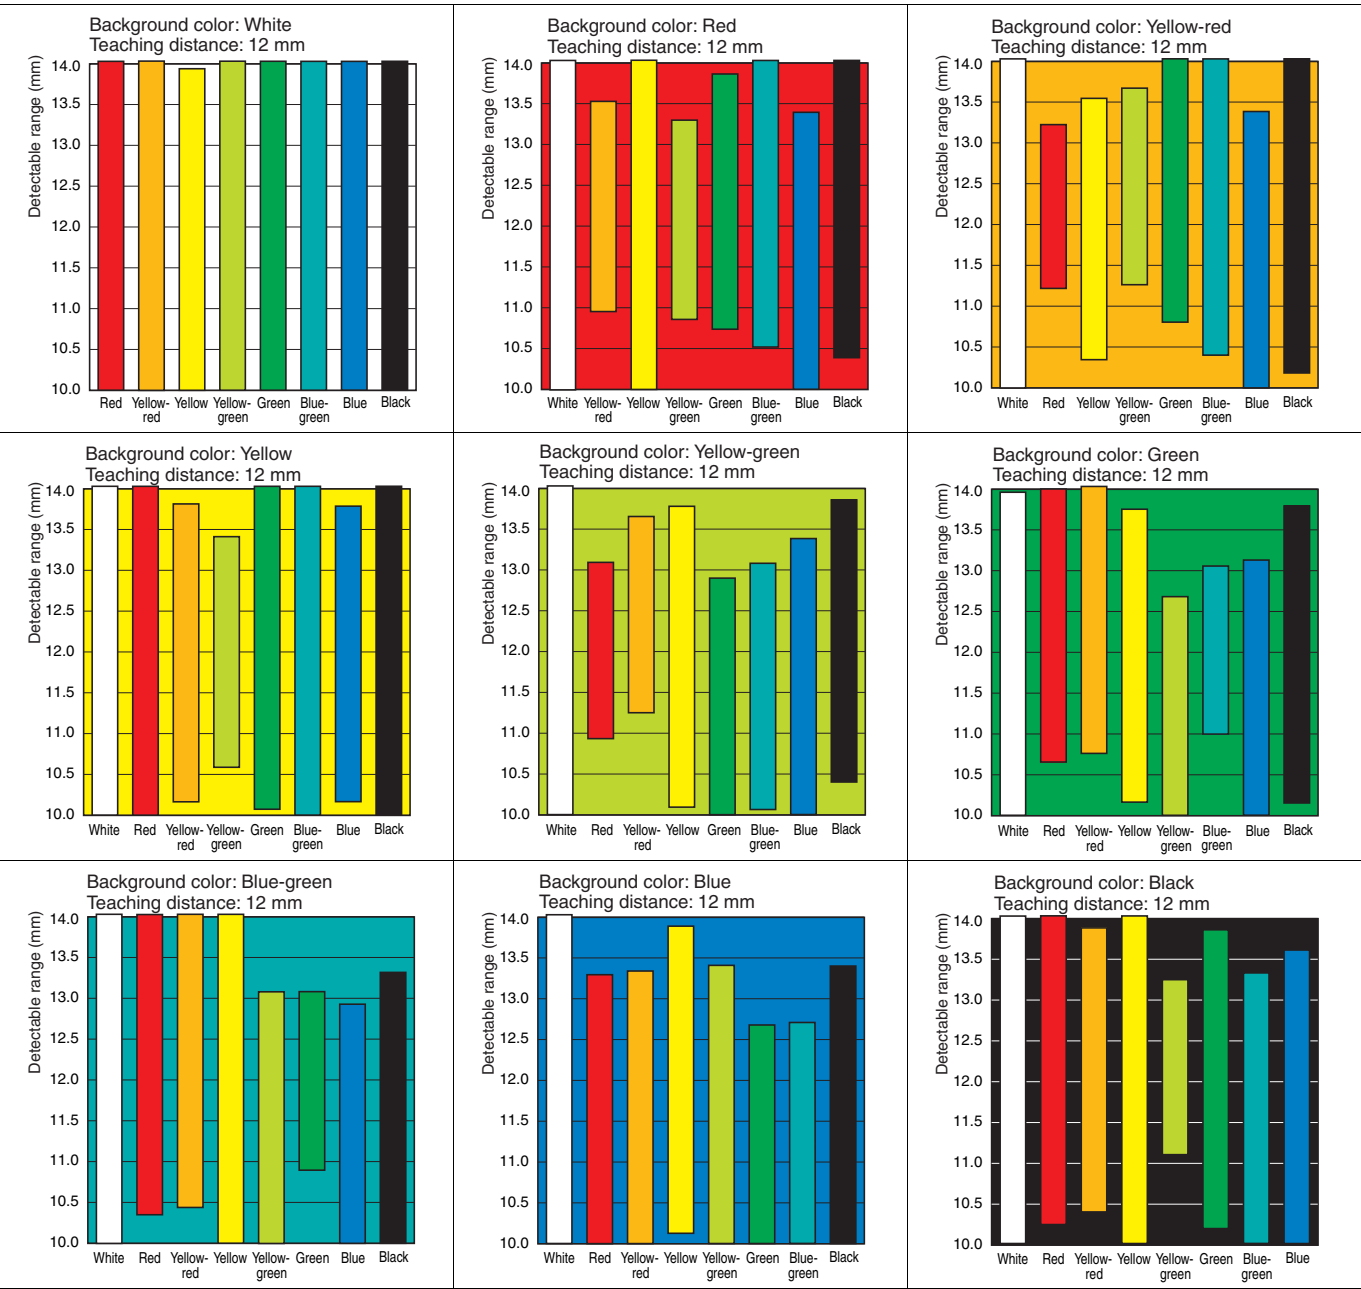 Background color: White
Teaching distance: 12 mm
Detectable range (mm)
14.0
13.5
13.0
12.5
12.0
11.5
11.0
10.5
10.0
Red Yellow- Yellow Yellow- Green Blue- Blue Black
red green green
Background color: Red
Teaching distance: 12 mm
Detectable range (mm)
14.0
13.5
13.0
12.5
12.0
11.5
11.0
10.5
10.0
White Yellow- Yellow Yellow- Green Blue- Blue Black
red green green
Background color: Yellow-red
Teaching distance: 12 mm
Detectable range (mm)
14.0
13.5
13.0
12.5
12.0
11.5
11.0
10.5
10.0
White Red Yellow Yellow- Green Blue- Blue Black
green green
Background color: Yellow
Teaching distance: 12 mm
Detectable range (mm)
14.0
13.5
13.0
12.5
12.0
11.5
11.0
10.5
10.0
White Red Yellow- Yellow- Green Blue- Blue Black
red green green
Background color: Yellow-green
Teaching distance: 12 mm
Detectable range (mm)
14.0
13.5
13.0
12.5
12.0
11.5
11.0
10.5
10.0
White Red Yellow- Yellow Green Blue- Blue Black
red green
Background color: Green
Teaching distance: 12 mm
Detectable range (mm)
14.0
13.5
13.0
12.5
12.0
11.5
11.0
10.5
10.0
White Red Yellow- Yellow Yellow- Blue- Blue Black
red green green
Background color: Blue-green
Teaching distance: 12 mm
Detectable range (mm)
14.0
13.5
13.0
12.5
12.0
11.5
11.0
10.5
10.0
White Red Yellow- Yellow Yellow- Green Blue Black
red green
Background color: Blue
Teaching distance: 12 mm
Detectable range (mm)
14.0
13.5
13.0
12.5
12.0
11.5
11.0
10.5
10.0
White Red Yellow- Yellow Yellow- Green Blue- Black
red green green
Background color: Black
Teaching distance: 12 mm
Detectable range (mm)
14.0
13.5
13.0
12.5
12.0
11.5
11.0
10.5
10.0
White Red Yellow- Yellow Yellow- Green Blue- Blue
red green green